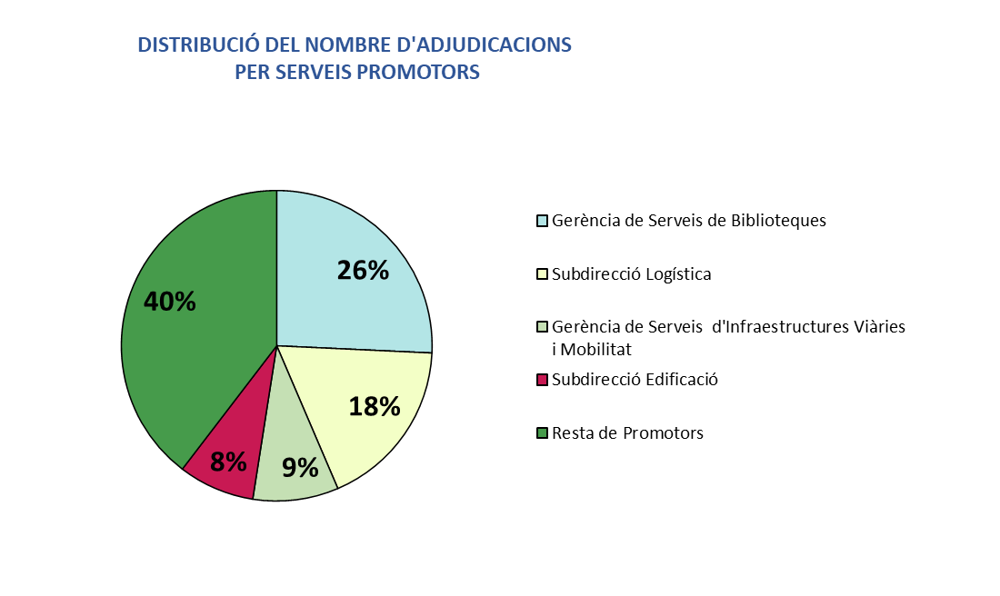 DISTRIBUCIÓ DEL NOMBRE D'ADJUDICACIONS
PER SERVEIS PROMOTORS
26%
40%
18%
8%
9%
Gerència de Serveis de Biblioteques
Subdirecció Logística
Gerència de Serveis  d'Infraestructures Viàries
i Mobilitat
Subdirecció Edificació
Resta de Promotors